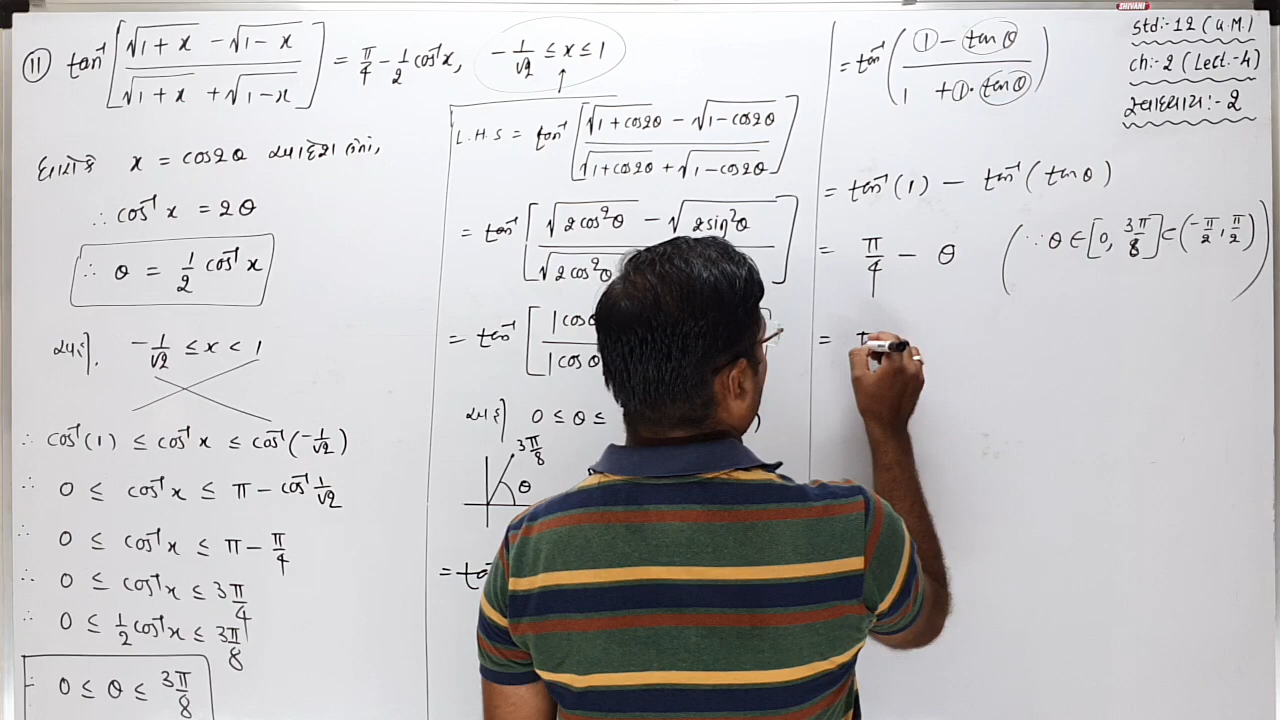 SHIVANI
Std:- 12 (G.M.)
ch:- 2 (Lect.-4)
સ્વાધ્યાય:- 2
⑪ tan⁻¹[(√1+x − √1−x)/(√1+x + √1−x)] = π/4 − 1/2 cos⁻¹x, −1/√2 ≤ x ≤ 1
ધારો કે x = cos2θ આદેશ લેતાં,
∴ cos⁻¹x = 2θ
∴ θ = 1/2 cos⁻¹x
અહીં, −1/√2 ≤ x < 1
∴ cos⁻¹(1) ≤ cos⁻¹x ≤ cos⁻¹(−1/√2)
∴ 0 ≤ cos⁻¹x ≤ π − cos⁻¹ 1/√2
∴ 0 ≤ cos⁻¹x ≤ π − π/4
∴ 0 ≤ cos⁻¹x ≤ 3π/4
∴ 0 ≤ 1/2 cos⁻¹x ≤ 3π/8
∴ 0 ≤ θ ≤ 3π/8
L.H.S = tan⁻¹[(√1+cos2θ − √1−cos2θ)/(√1+cos2θ + √1−cos2θ)]
= tan⁻¹[(√2cos²θ − √2sin²θ)/(√2cos²θ
= tan⁻¹[|cosθ / |cosθ
અહીં 0 ≤ θ ≤
3π/8
θ
= ta
= tan⁻¹((1 − tanθ)/(1 + 1·tanθ))
= tan⁻¹(1) − tan⁻¹(tanθ)
= π/4 − θ (∵ θ ∈ [0, 3π/8] ⊂ (−π/2, π/2))
=